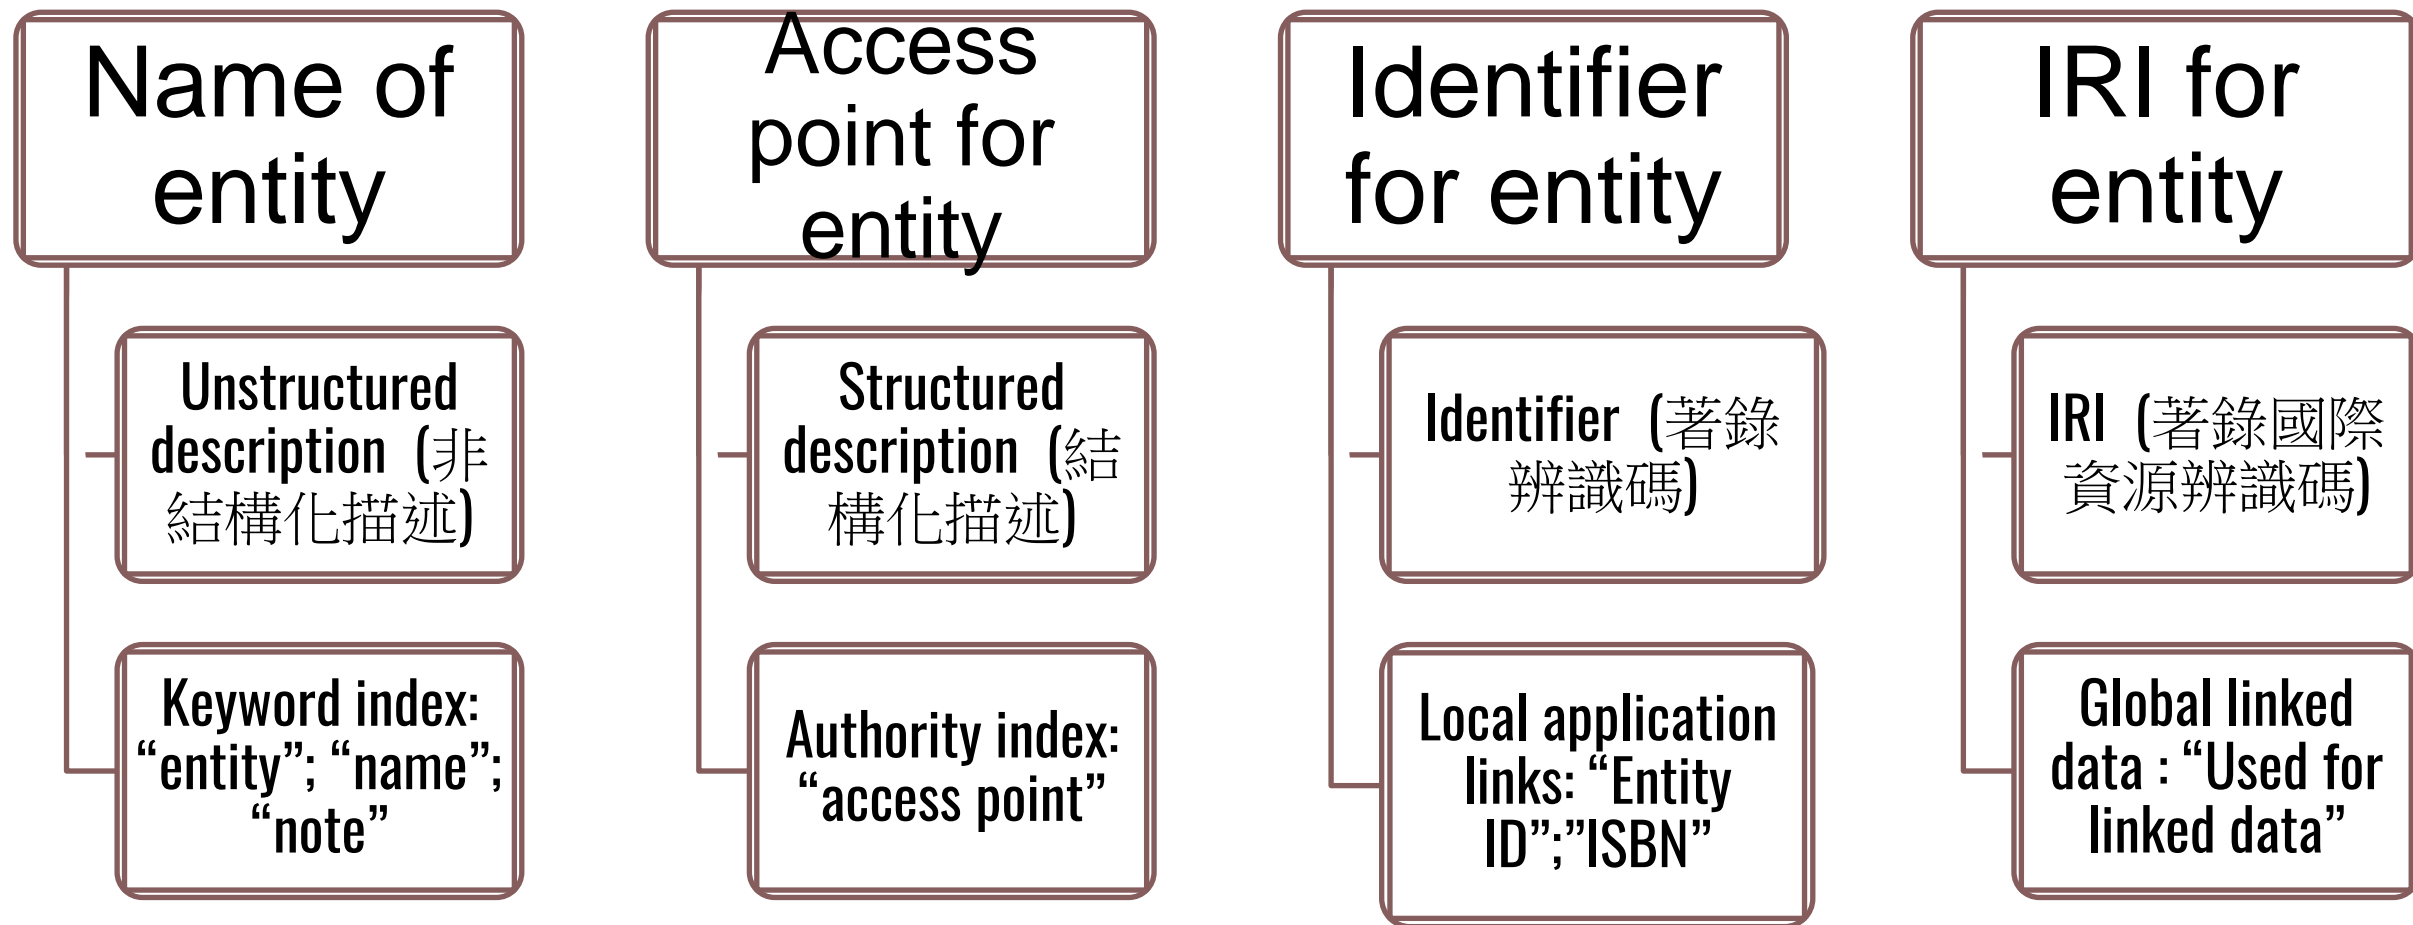 Name of
entity
Unstructured
description (非
結構化描述)
Keyword index:
“entity”; “name”;
“note”
Access
point for
entity
Structured
description (結
構化描述)
Authority index:
“access point”
Identifier
for entity
Identifier (著錄
辨識碼)
Local application
links: “Entity
ID”;”ISBN”
IRI for
entity
IRI (著錄國際
資源辨識碼)
Global linked
data : “Used for
linked data”